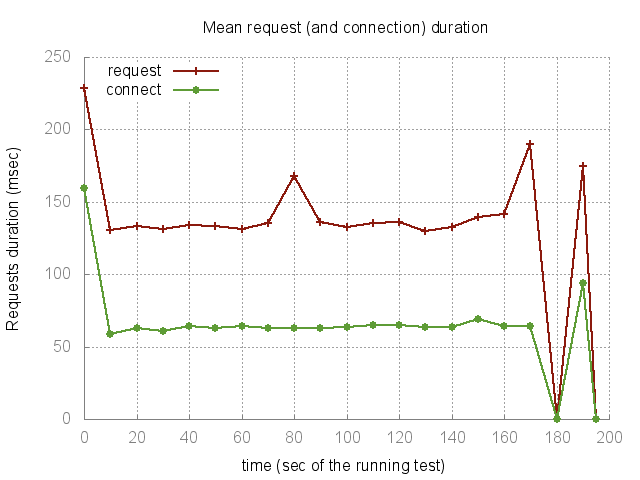 Mean request (and connection) duration
250
200
150
100
50
0
request
connect
Requests duration (msec)
0 20 40 60 80 100 120 140 160 180 200
time (sec of the running test)